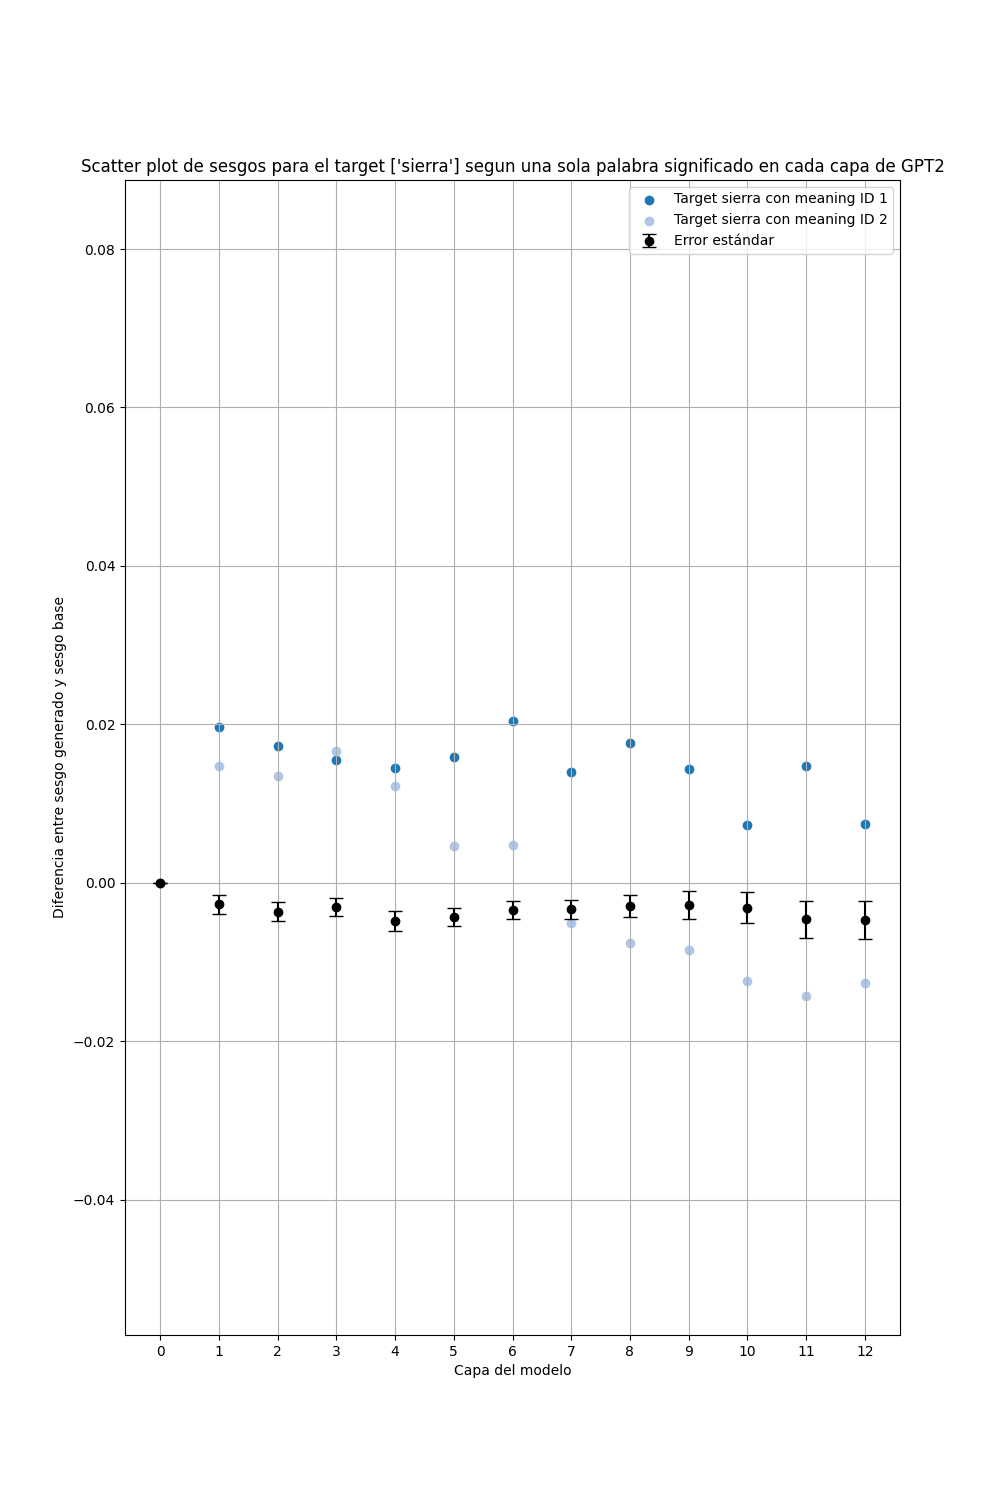 Scatter plot de sesgos para el target ['sierra'] segun una sola palabra significado en cada capa de GPT2
Target sierra con meaning ID 1
Target sierra con meaning ID 2
Error estándar
Diferencia entre sesgo generado y sesgo base
0.08
0.06
0.04
0.02
0.00
−0.02
−0.04
0 1 2 3 4 5 6 7 8 9 10 11 12
Capa del modelo